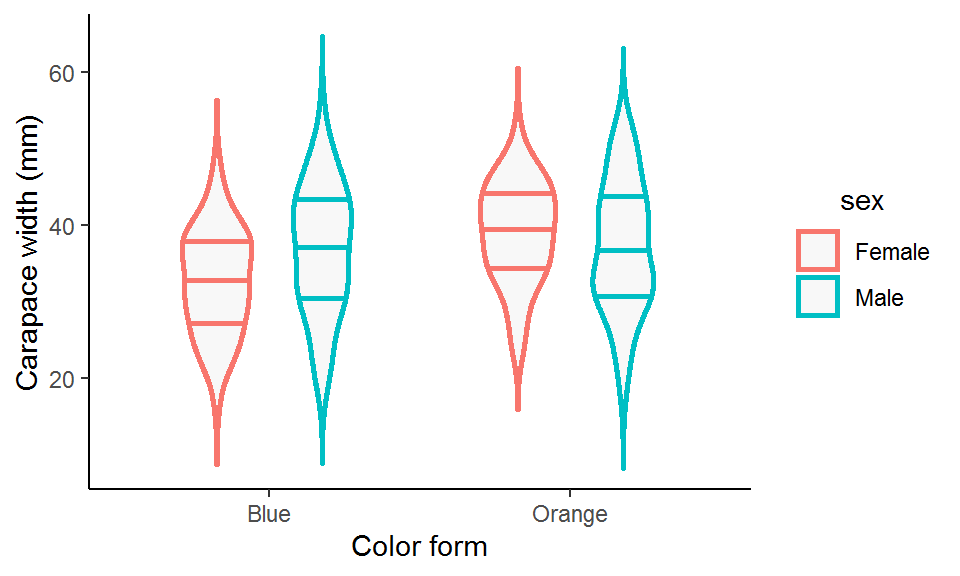 60
40
20
Carapace width (mm)
Blue
Orange
Color form
sex
Female
Male